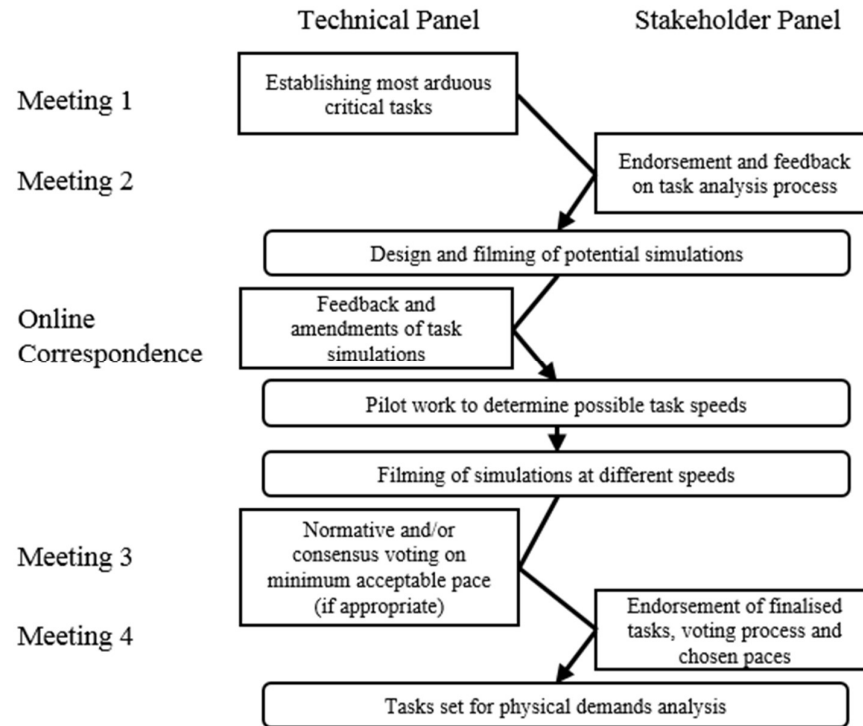 Technical Panel
Stakeholder Panel
Meeting 1
Establishing most arduous
critical tasks
Meeting 2
Endorsement and feedback
on task analysis process
Design and filming of potential simulations
Online
Correspondence
Feedback and
amendments of task
simulations
Pilot work to determine possible task speeds
Filming of simulations at different speeds
Meeting 3
Normative and/or
consensus voting on
minimum acceptable pace
(if appropriate)
Meeting 4
Endorsement of finalised
tasks, voting process and
chosen paces
Tasks set for physical demands analysis